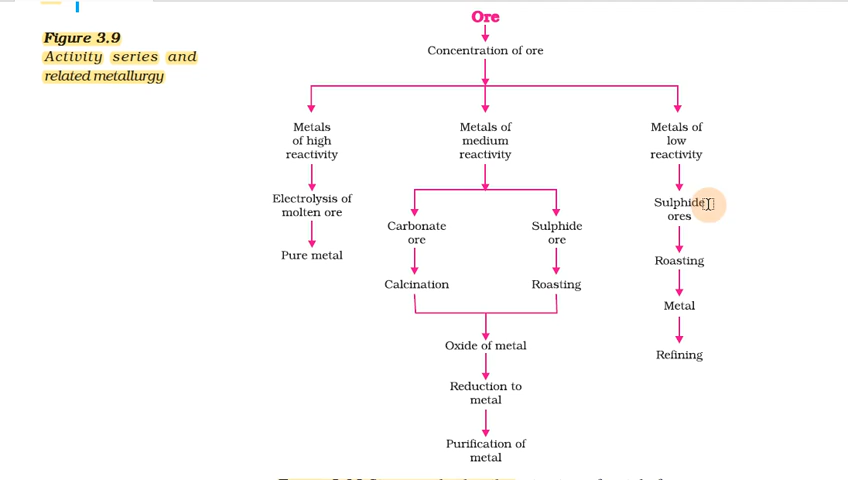 Figure 3.9
Activity series and
related metallurgy
Ore
Concentration of ore
Metals
of high
reactivity
Electrolysis of
molten ore
Pure metal
Metals of
medium
reactivity
Carbonate
ore
Calcination
Sulphide
ore
Roasting
Oxide of metal
Reduction to
metal
Purification of
metal
Metals of
low
reactivity
Sulphide
ores
Roasting
Metal
Refining